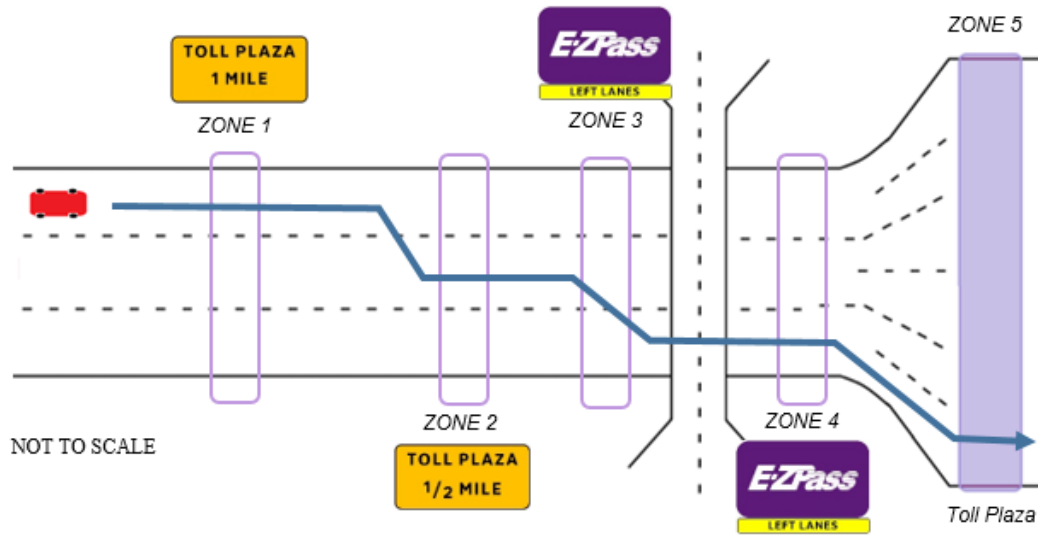 ZONE 5
TOLL PLAZA
1 MILE
E-ZPass
LEFT LANES
ZONE 1
ZONE 3
ZONE 2
ZONE 4
NOT TO SCALE
TOLL PLAZA
1/2 MILE
E-ZPass
LEFT LANES
Toll Plaza